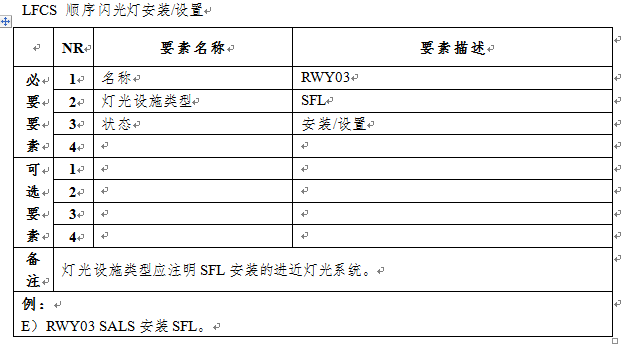 LFCS 顺序闪光灯安装/设置
NR 要素名称 要素描述
必要要素
1 名称 RWY03
2 灯光设施类型 SFL
3 状态 安装/设置
4
可选要素
1
2
3
4
备注 灯光设施类型应注明 SFL 安装的进近灯光系统。
例：
E）RWY03 SALS 安装 SFL。